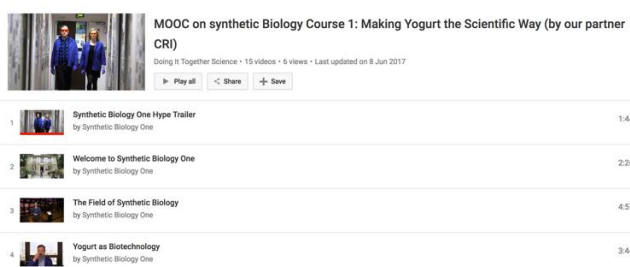 MOOC on synthetic Biology Course 1: Making Yogurt the Scientific Way (by our partner
CRI)
Doing It Together Science • 15 videos • 6 views • Last updated on 8 Jun 2017
Play all
Share
Save
1
Synthetic Biology One Hype Trailer
by Synthetic Biology One
2
Welcome to Synthetic Biology One
by Synthetic Biology One
3
The Field of Synthetic Biology
by Synthetic Biology One
4
Yogurt as Biotechnology
by Synthetic Biology One